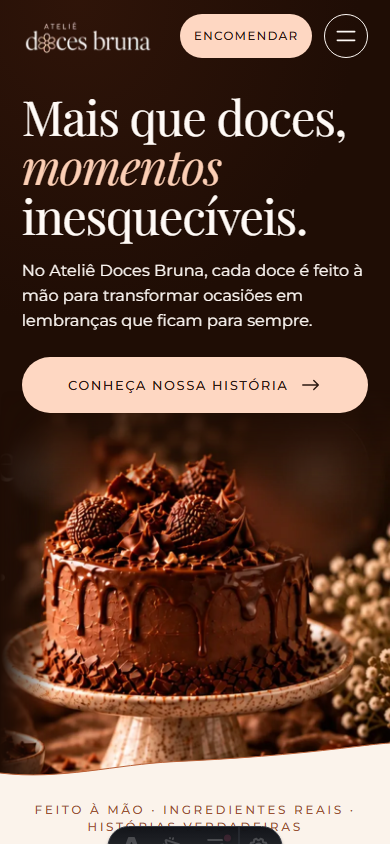 ATELIÊ
doces bruna
ENCOMENDAR
Mais que doces,
momentos
inesquecíveis.
No Ateliê Doces Bruna, cada doce é feito à
mão para transformar ocasiões em
lembranças que ficam para sempre.
CONHEÇA NOSSA HISTÓRIA
FEITO À MÃO · INGREDIENTES REAIS ·
HISTÓRIAS VERDADEIRAS